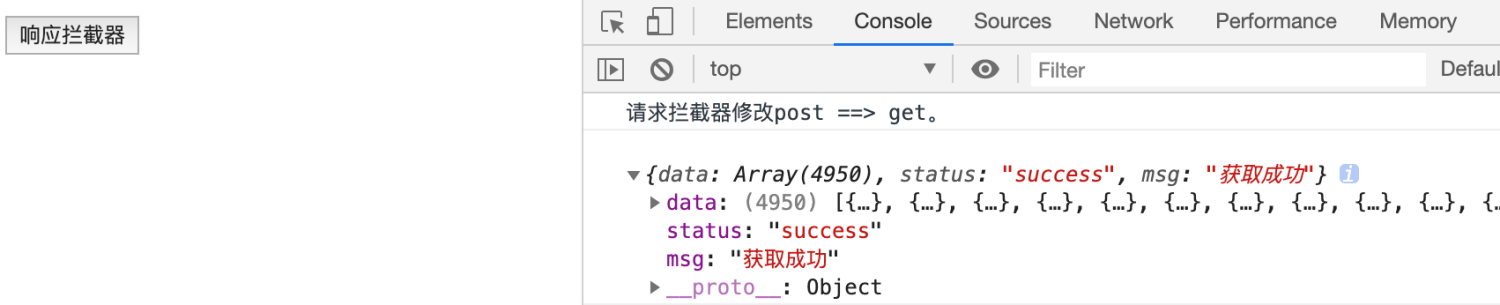 响应拦截器
Elements Console Sources Network Performance Memory
top Filter Defaul
请求拦截器修改post ==> get。
{data: Array(4950), status: "success", msg: "获取成功"} i
data: (4950) [{…}, {…}, {…}, {…}, {…}, {…}, {…}, {…}, {…}, {…}, {…
status: "success"
msg: "获取成功"
__proto__: Object